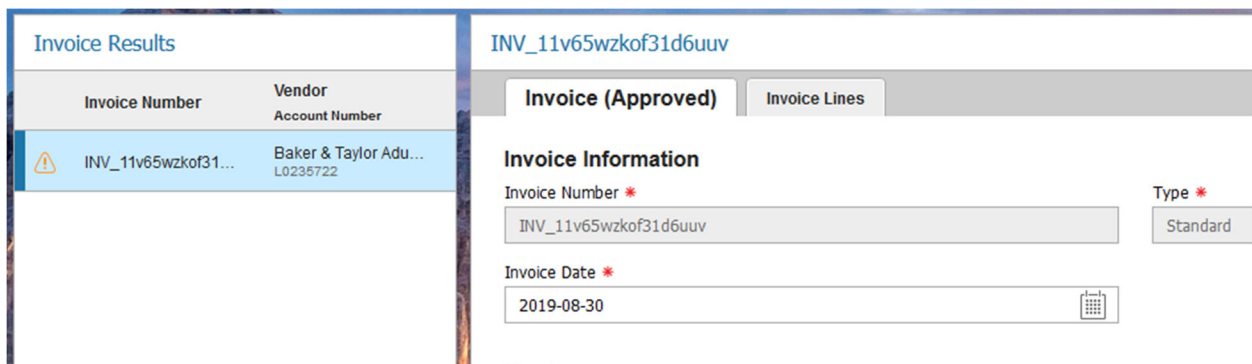 Invoice Results
Invoice Number
Vendor
Account Number
INV_11v65wzkof31...
Baker & Taylor Adu...
L0235722
INV_11v65wzkof31d6uuv
Invoice (Approved)
Invoice Lines
Invoice Information
Invoice Number *
Type *
INV_11v65wzkof31d6uuv
Standard
Invoice Date *
2019-08-30